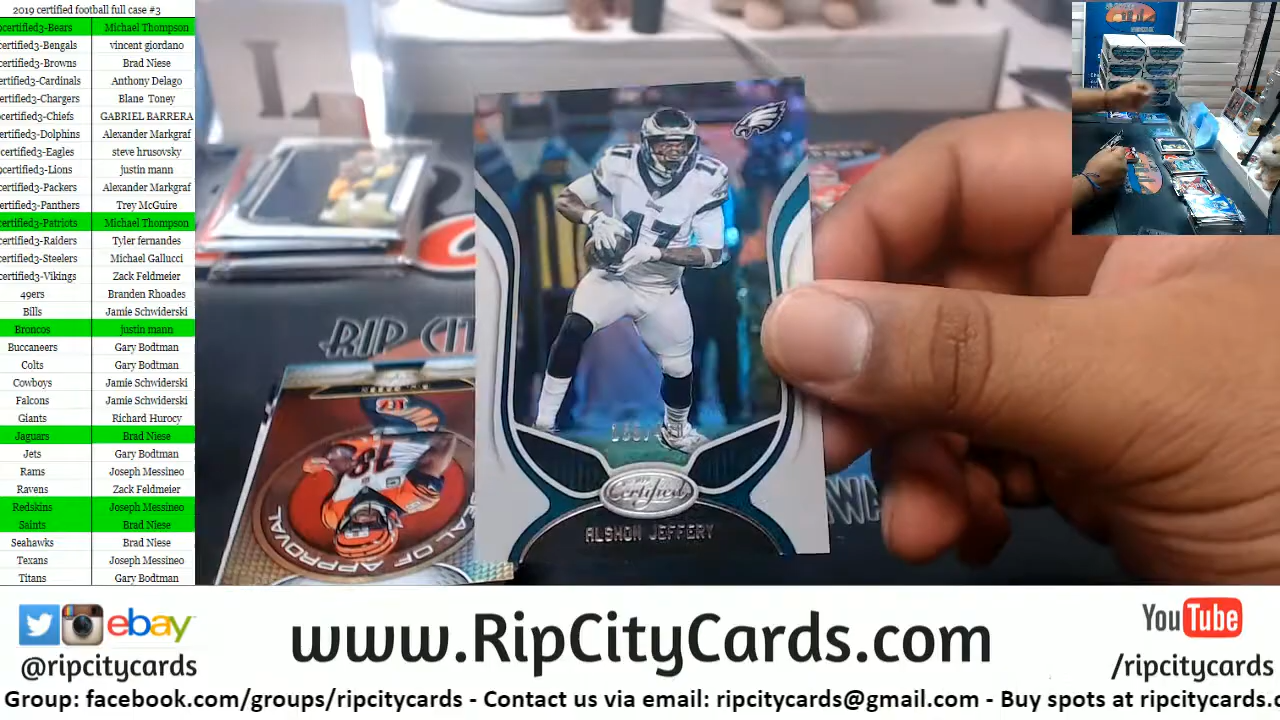 2019 certified football full case #3
certified3-Bears Michael Thompson
certified3-Bengals vincent giordano
certified3-Browns Brad Niese
certified3-Cardinals Anthony Delago
certified3-Chargers Blane Toney
certified3-Chiefs GABRIEL BARRERA
certified3-Dolphins Alexander Markgraf
certified3-Eagles steve hrusovsky
certified3-Lions justin mann
certified3-Packers Alexander Markgraf
certified3-Panthers Trey McGuire
certified3-Patriots Michael Thompson
certified3-Raiders Tyler fernandes
certified3-Steelers Michael Gallucci
certified3-Vikings Zack Feldmeier
49ers Branden Rhoades
Bills Jamie Schwiderski
Broncos justin mann
Buccaneers Gary Bodtman
Colts Gary Bodtman
Cowboys Jamie Schwiderski
Falcons Jamie Schwiderski
Giants Richard Hurocy
Jaguars Brad Niese
Jets Gary Bodtman
Rams Joseph Messineo
Ravens Zack Feldmeier
Redskins Joseph Messineo
Saints Brad Niese
Seahawks Brad Niese
Texans Joseph Messineo
Titans Gary Bodtman
RIP CIT
17
Certified
ALSHON JEFFERY
18
SEAL OF APPROVAL
ebay
@ripcitycards
www.RipCityCards.com
YouTube
/ripcitycards
Group: facebook.com/groups/ripcitycards - Contact us via email: ripcitycards@gmail.com - Buy spots at ripcitycards.c